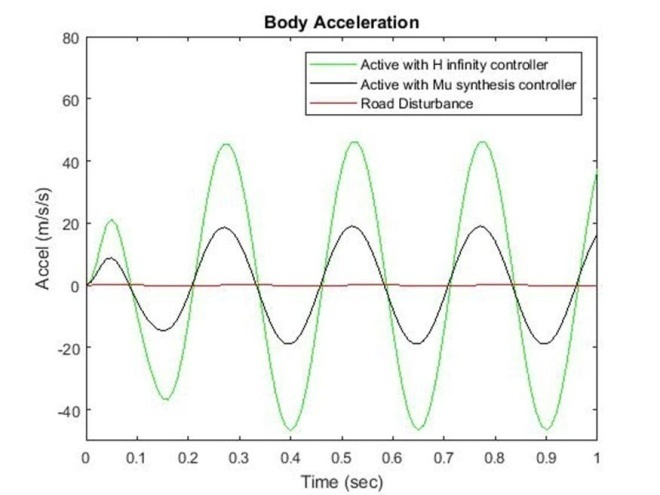 Body Acceleration
80
60
40
20
0
-20
-40
Accel (m/s/s)
Active with H infinity controller
Active with Mu synthesis controller
Road Disturbance
0 0.1 0.2 0.3 0.4 0.5 0.6 0.7 0.8 0.9 1
Time (sec)